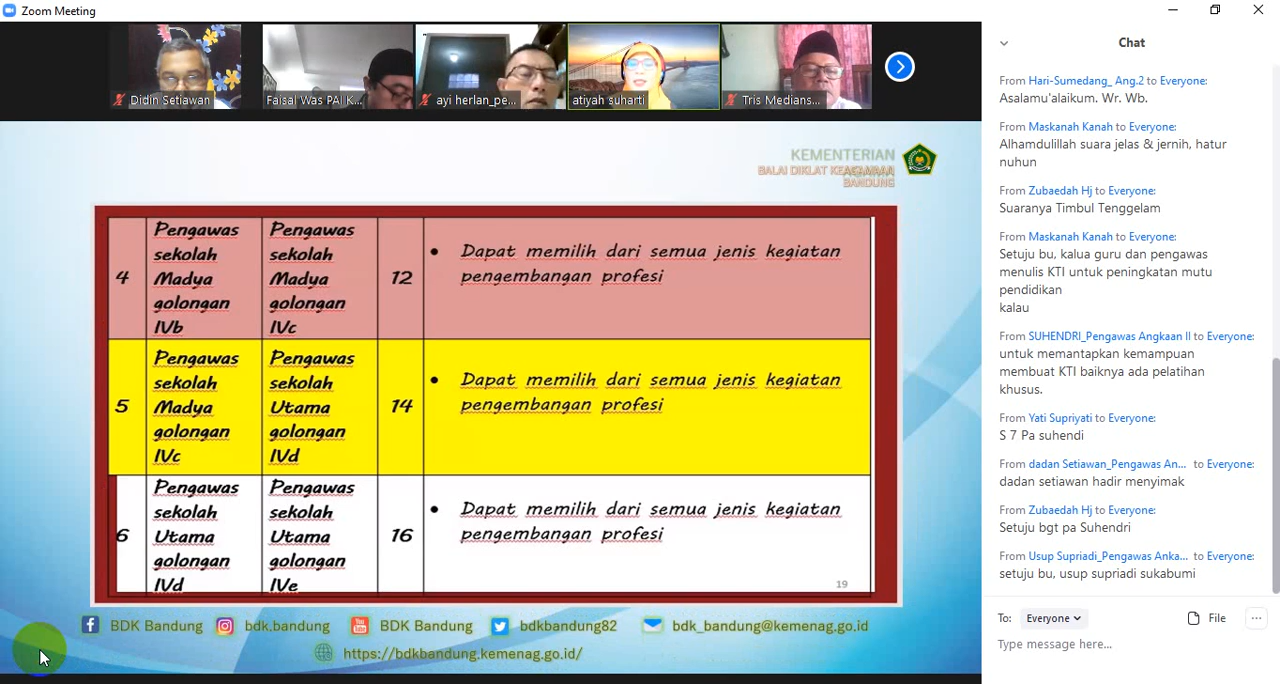 Zoom Meeting
Didin Setiawan
Faisal Was PAI K...
ayi herlan_pe...
atiyah suharti
Tris Medians...
KEMENTERIAN
BALAI DIKLAT KEAGAMAAN
BANDUNG
4
Pengawas
sekolah
Madya
golongan
IVb
Pengawas
sekolah
Madya
golongan
IVc
12
• Dapat memilih dari semua jenis kegiatan
pengembangan profesi
5
Pengawas
sekolah
Madya
golongan
IVc
Pengawas
sekolah
Utama
golongan
IVd
14
• Dapat memilih dari semua jenis kegiatan
pengembangan profesi
6
Pengawas
sekolah
Utama
golongan
IVd
Pengawas
sekolah
Utama
golongan
IVe
16
• Dapat memilih dari semua jenis kegiatan
pengembangan profesi
19
BDK Bandung
bdk.bandung
BDK Bandung
bdkbandung82
bdk_bandung@kemenag.go.id
https://bdkbandung.kemenag.go.id/
Chat
From Hari-Sumedang_ Ang.2 to Everyone:
Asalamu'alaikum. Wr. Wb.
From Maskanah Kanah to Everyone:
Alhamdulillah suara jelas & jernih, hatur
nuhun
From Zubaedah Hj to Everyone:
Suaranya Timbul Tenggelam
From Maskanah Kanah to Everyone:
Setuju bu, kalua guru dan pengawas
menulis KTI untuk peningkatan mutu
pendidikan
kalau
From SUHENDRI_Pengawas Angkaan II to Everyone:
untuk memantapkan kemampuan
membuat KTI baiknya ada pelatihan
khusus.
From Yati Supriyati to Everyone:
S 7 Pa suhendi
From dadan Setiawan_Pengawas An... to Everyone:
dadan setiawan hadir menyimak
From Zubaedah Hj to Everyone:
Setuju bgt pa Suhendri
From Usup Supriadi_Pengawas Anka... to Everyone:
setuju bu, usup supriadi sukabumi
To: Everyone
File
Type message here...